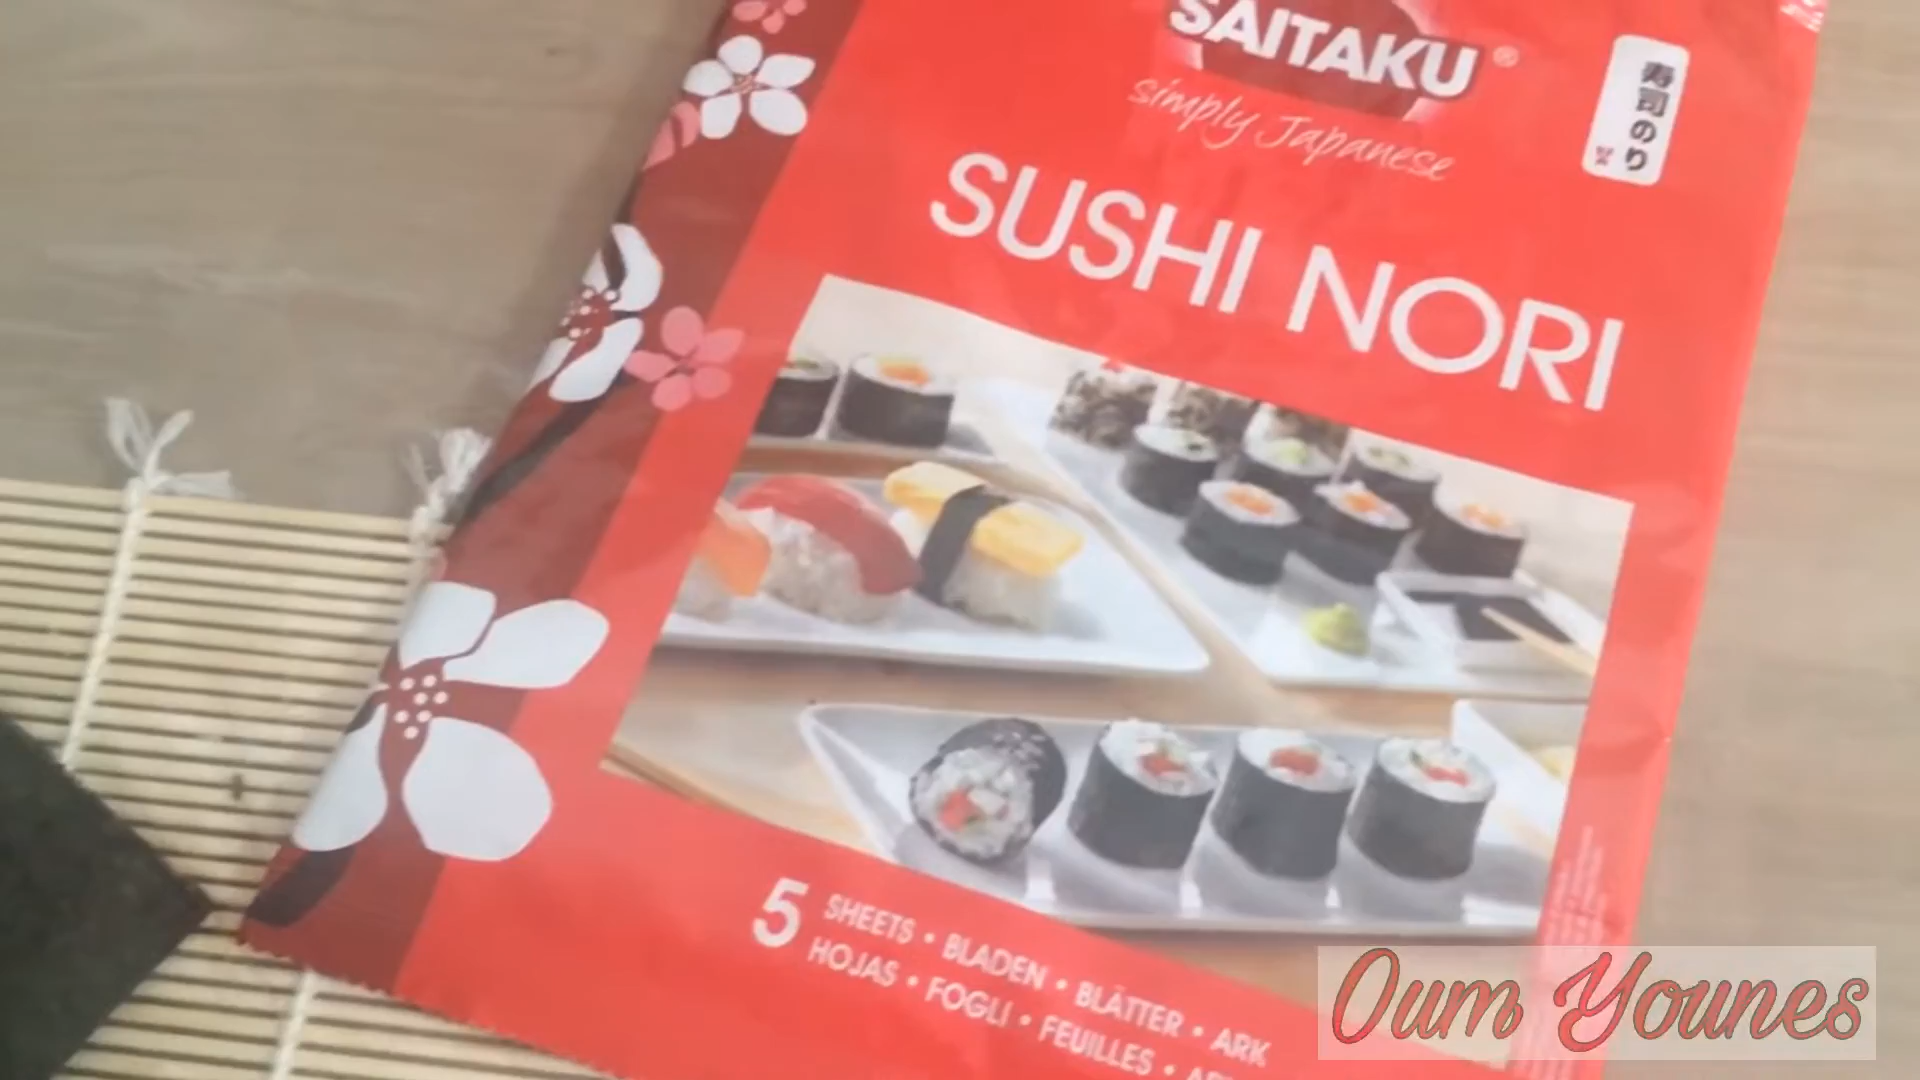 SAITAKU®
simply Japanese
寿司のり
SUSHI NORI
5 SHEETS • BLADEN • BLÄTTER • ARK
HOJAS • FOGLI • FEUILLES •
Oum Younes